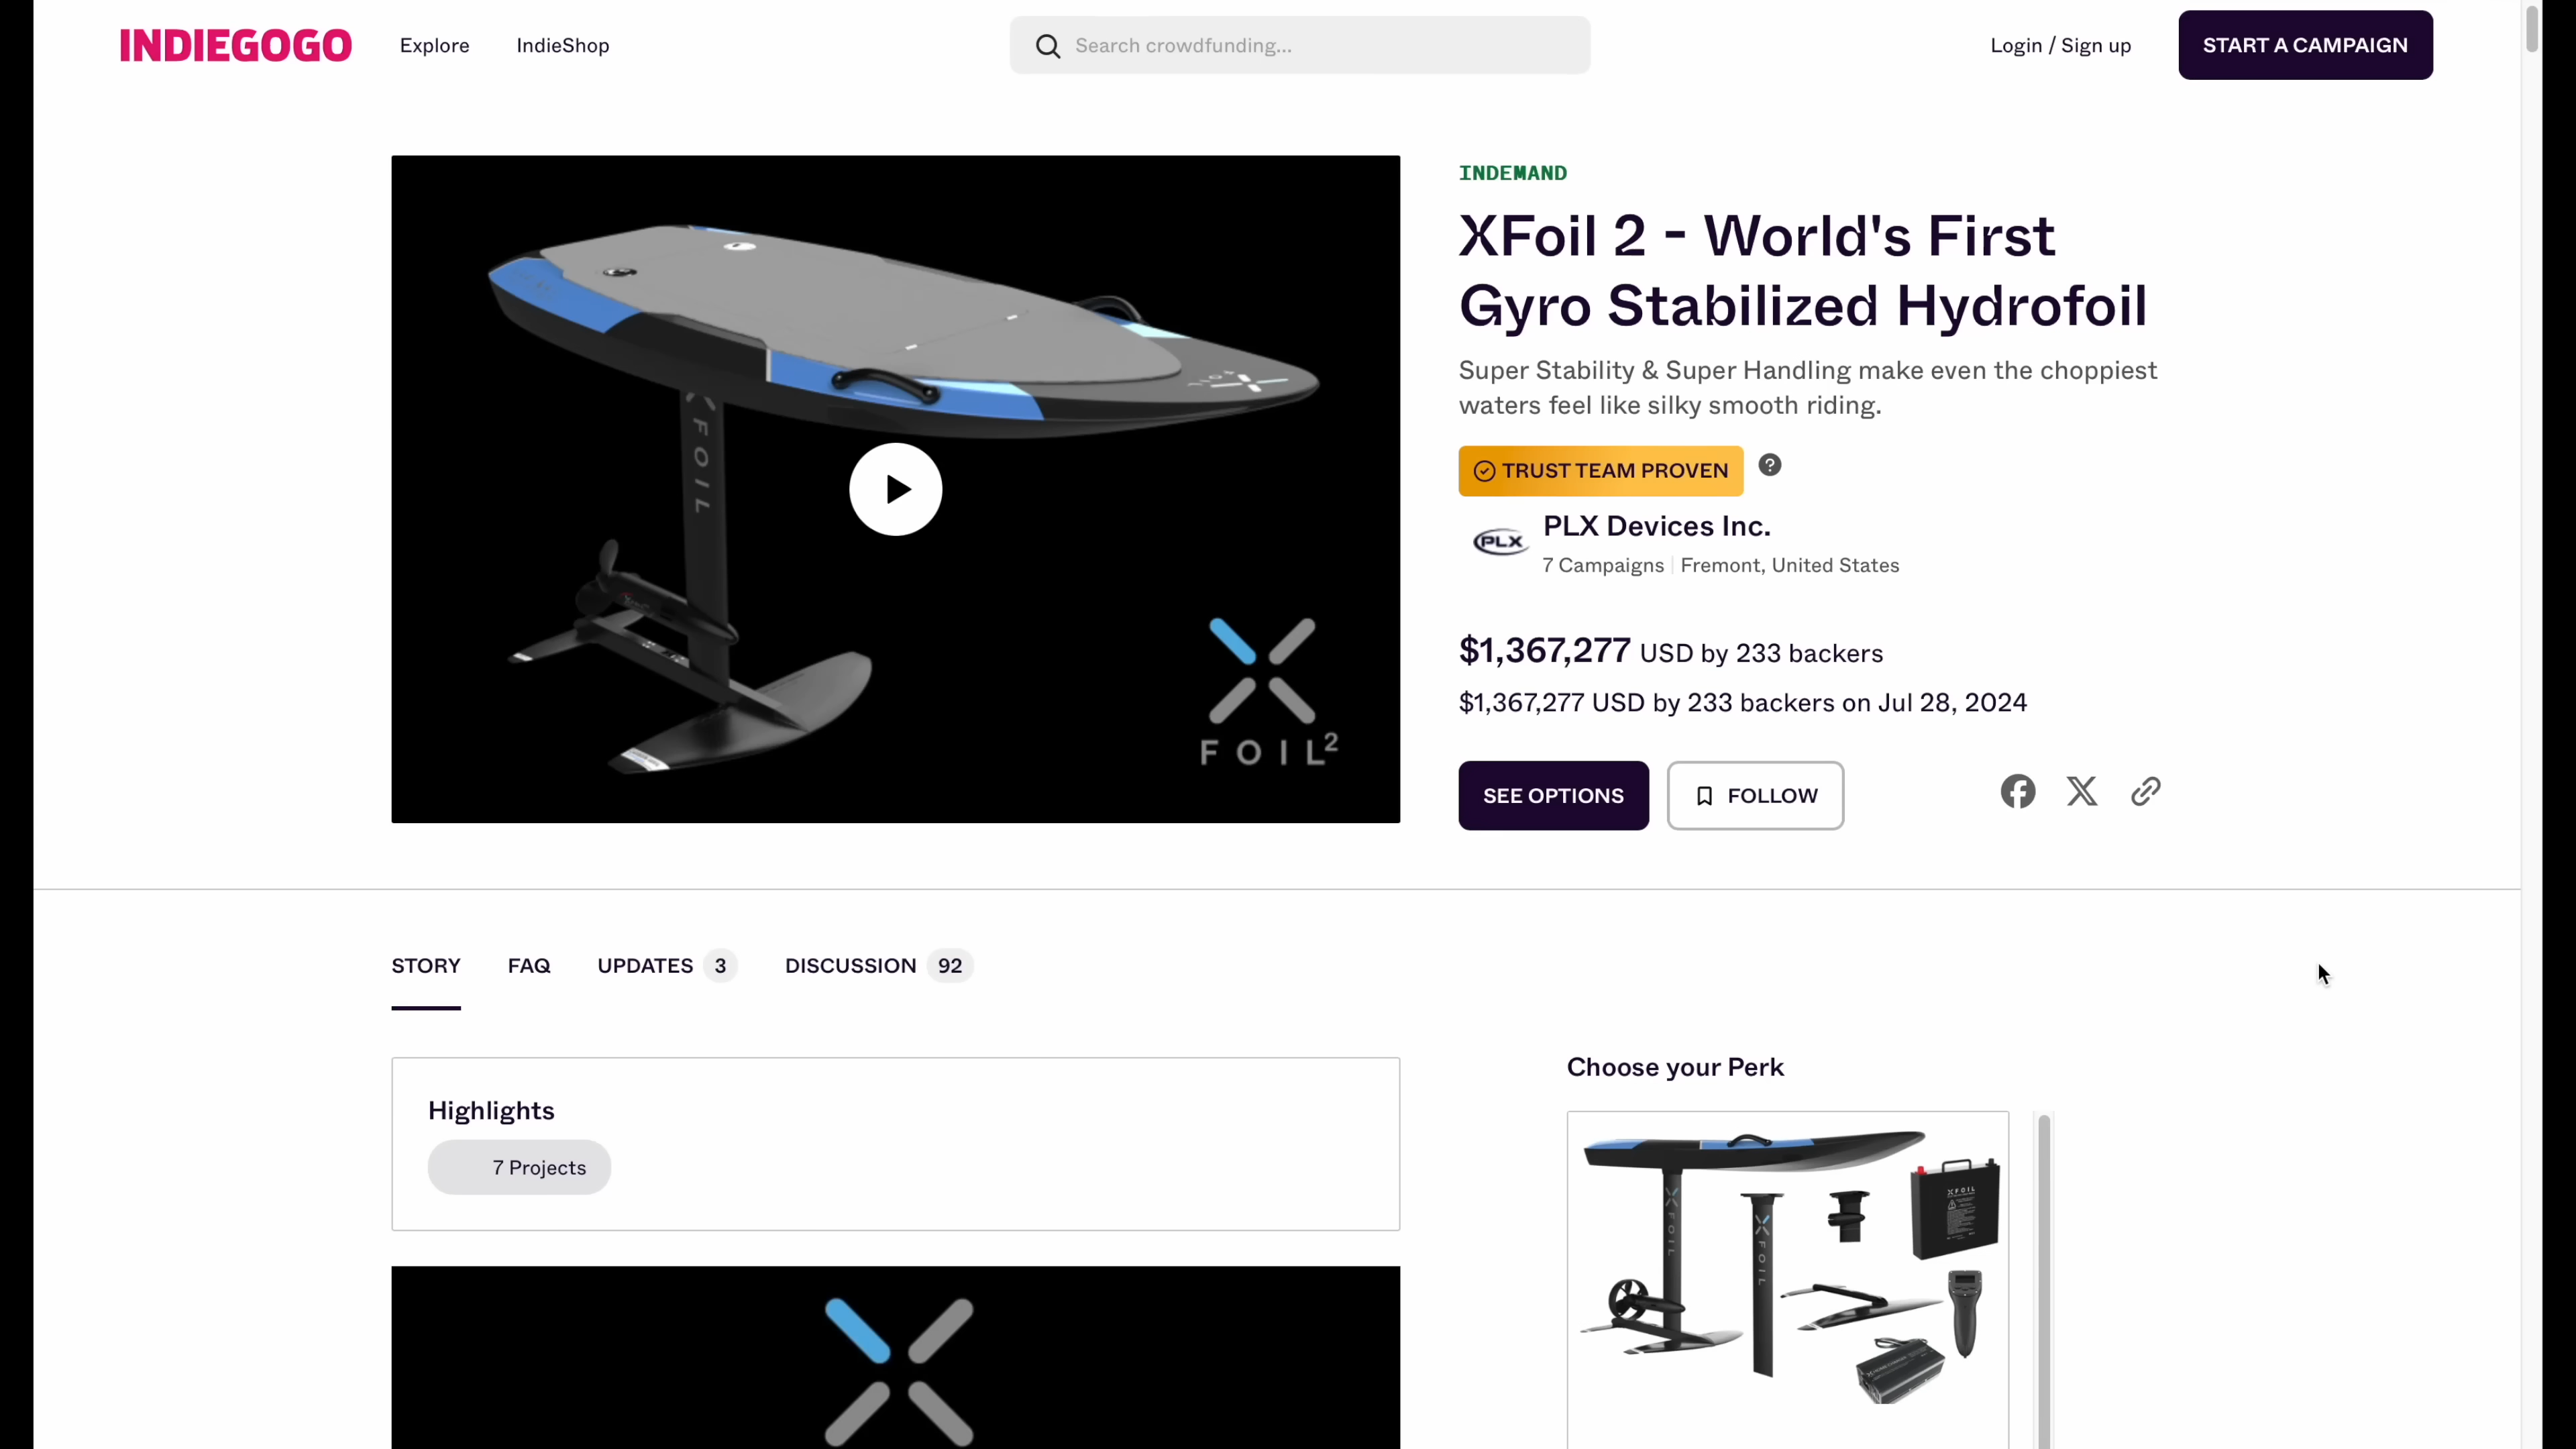 INDIEGOGO
Explore
IndieShop
Search crowdfunding...
Login / Sign up
START A CAMPAIGN
FOIL
FOIL²
INDEMAND
XFoil 2 - World's First
Gyro Stabilized Hydrofoil
Super Stability & Super Handling make even the choppiest
waters feel like silky smooth riding.
TRUST TEAM PROVEN
?
PLX
PLX Devices Inc.
7 Campaigns | Fremont, United States
$1,367,277 USD by 233 backers
$1,367,277 USD by 233 backers on Jul 28, 2024
SEE OPTIONS
FOLLOW
STORY
FAQ
UPDATES 3
DISCUSSION 92
Highlights
7 Projects
Choose your Perk
FOIL
FOIL
XFOIL